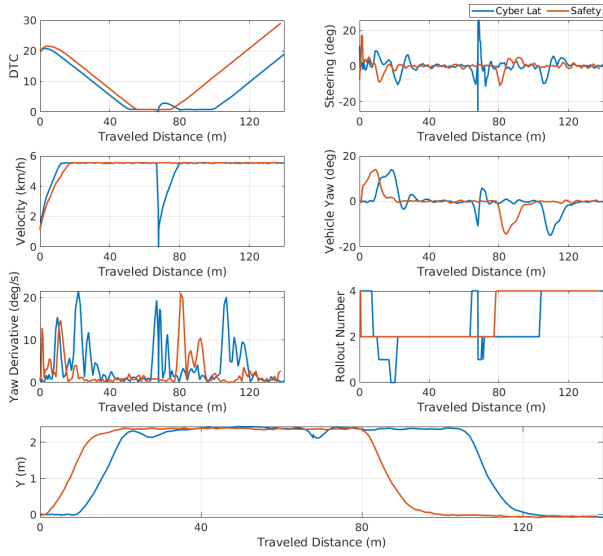 Cyber Lat Safety
30
20
10
0
DTC
0 40 80 120
Traveled Distance (m)
20
0
-20
Steering (deg)
0 40 80 120
Traveled Distance (m)
6
4
2
0
Velocity (km/h)
0 40 80 120
Traveled Distance (m)
20
0
-20
Vehicle Yaw (deg)
0 40 80 120
Traveled Distance (m)
20
10
0
Yaw Derivative (deg/s)
0 40 80 120
Traveled Distance (m)
4
2
0
Rollout Number
0 40 80 120
Traveled Distance (m)
2
1
0
Y (m)
0 40 80 120
Traveled Distance (m)